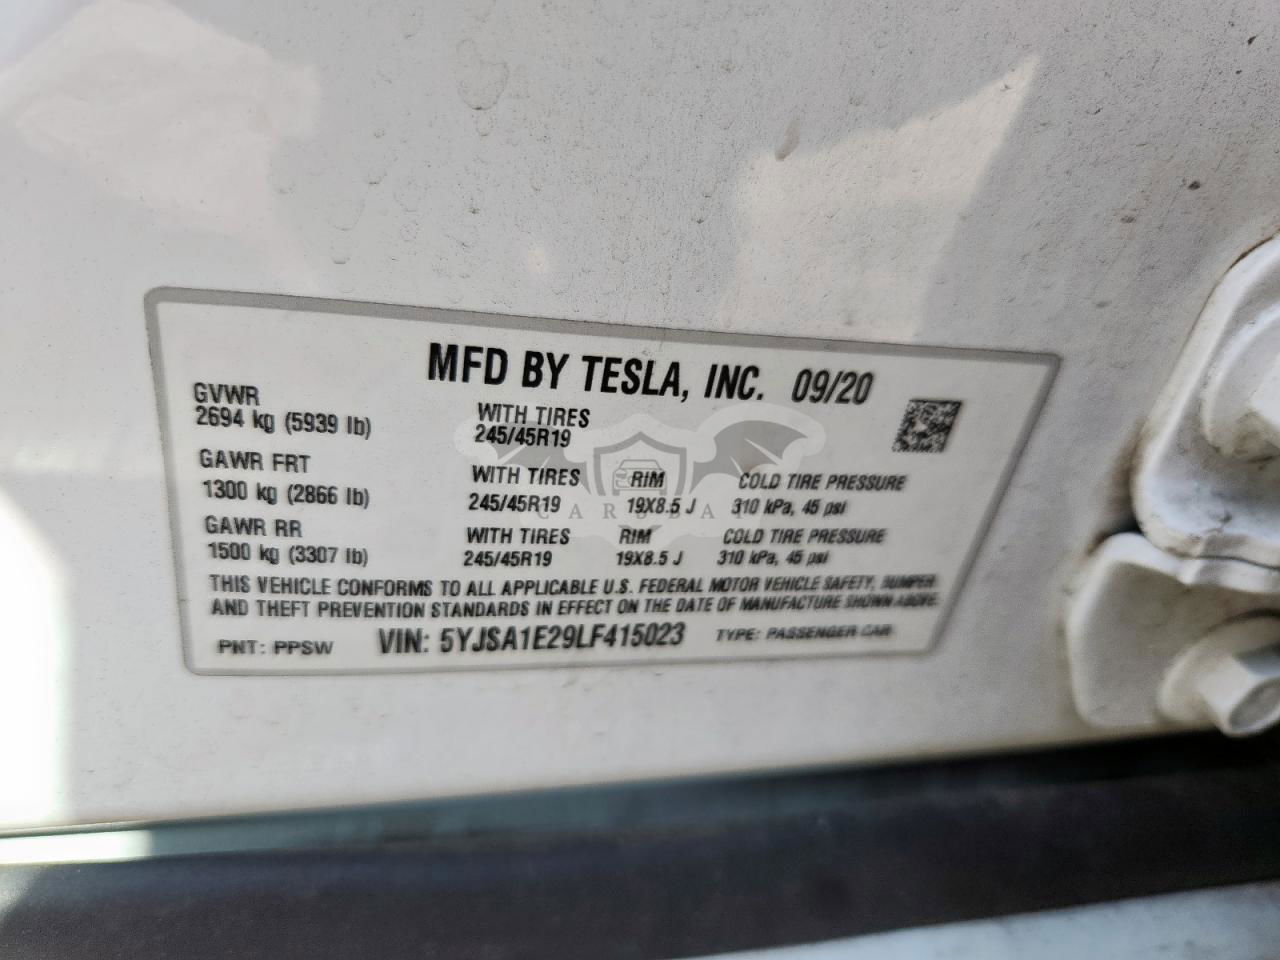 MFD BY TESLA, INC. 09/20
GVWR
2694 kg (5939 lb)
WITH TIRES
245/45R19
GAWR FRT
1300 kg (2866 lb)
WITH TIRES
245/45R19
RIM
19X8.5 J
COLD TIRE PRESSURE
310 kPa, 45 psi
GAWR RR
1500 kg (3307 lb)
WITH TIRES
245/45R19
RIM
19X8.5 J
COLD TIRE PRESSURE
310 kPa, 45 psi
THIS VEHICLE CONFORMS TO ALL APPLICABLE U.S. FEDERAL MOTOR VEHICLE SAFETY, BUMPER
AND THEFT PREVENTION STANDARDS IN EFFECT ON THE DATE OF MANUFACTURE SHOWN ABOVE.
PNT: PPSW VIN: 5YJSA1E29LF415023 TYPE: PASSENGER CAR